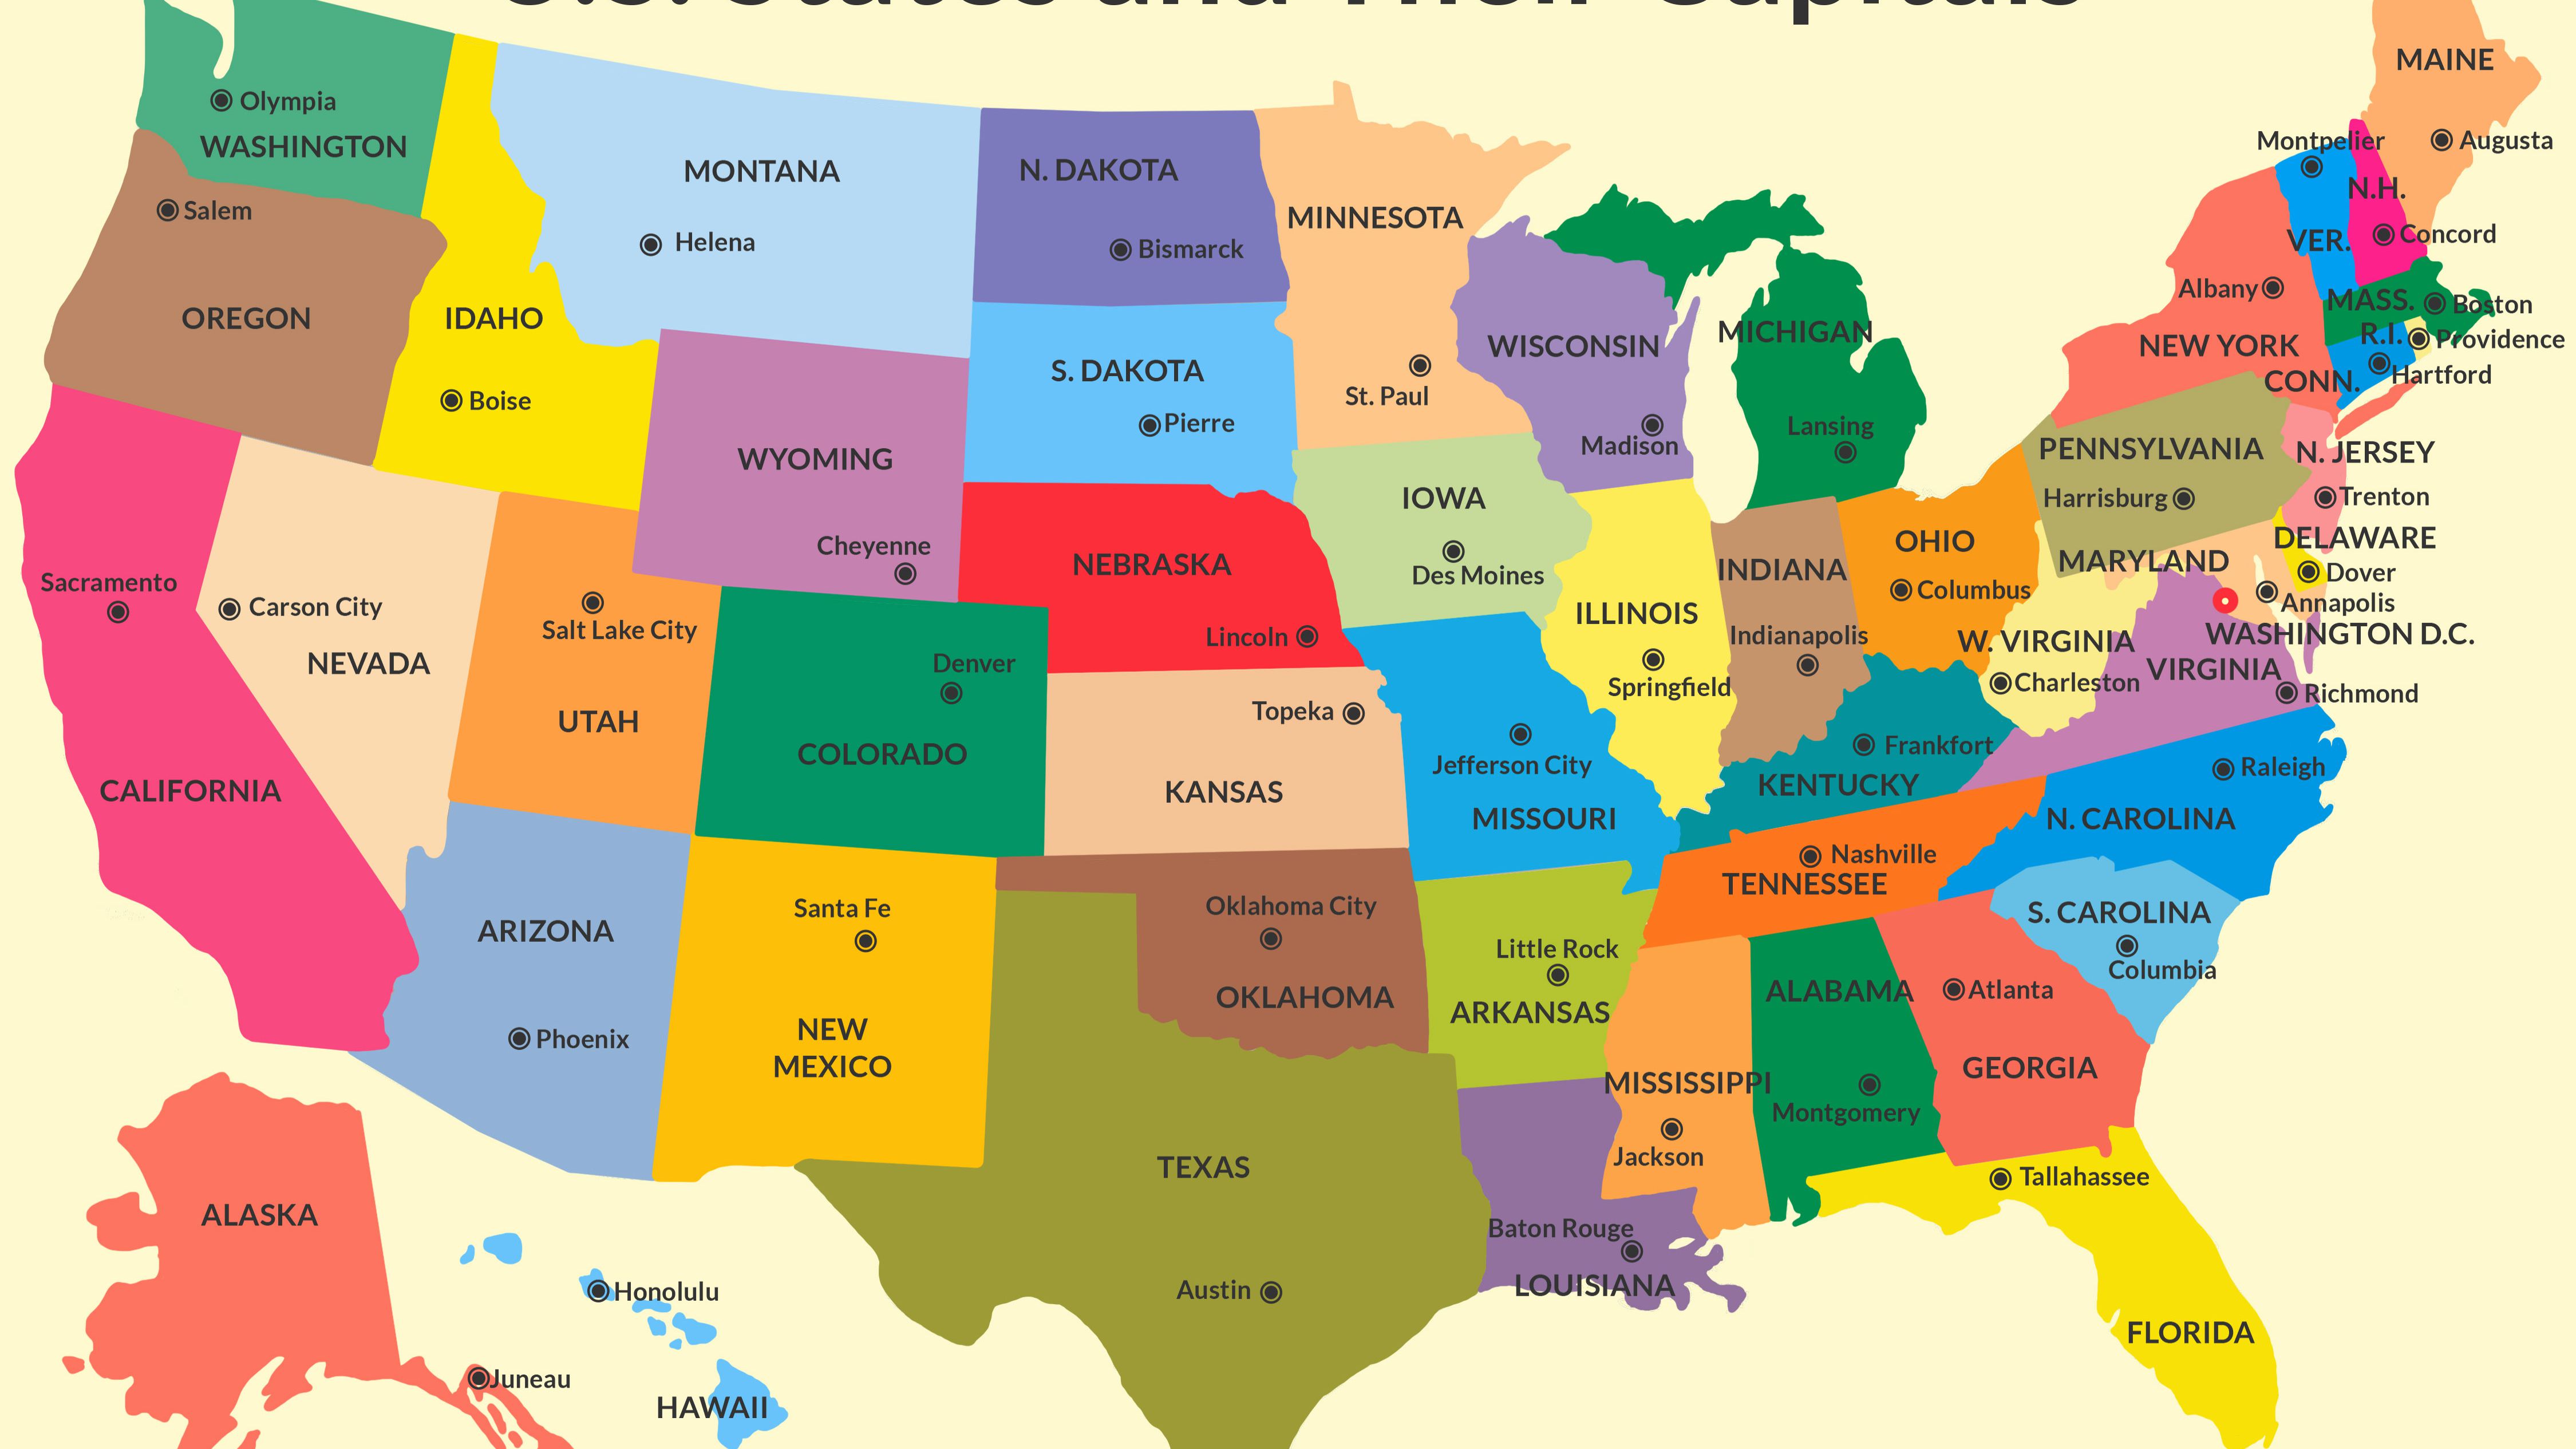 U.S. States and Their Capitals
MAINE
Olympia
WASHINGTON
Montpelier
Augusta
MONTANA
N. DAKOTA
N.H.
Salem
MINNESOTA
Helena
Bismarck
VER.
Concord
Albany
MASS.
Boston
OREGON
IDAHO
WISCONSIN
MICHIGAN
R.I.
Providence
NEW YORK
S. DAKOTA
CONN.
Hartford
St. Paul
Boise
Pierre
Madison
Lansing
PENNSYLVANIA
N. JERSEY
WYOMING
IOWA
Harrisburg
Trenton
Cheyenne
OHIO
DELAWARE
NEBRASKA
Des Moines
INDIANA
MARYLAND
Dover
Sacramento
Carson City
Columbus
Annapolis
Salt Lake City
Lincoln
ILLINOIS
Indianapolis
W. VIRGINIA
WASHINGTON D.C.
NEVADA
Denver
Springfield
Charleston
VIRGINIA
Richmond
UTAH
Topeka
COLORADO
Jefferson City
Frankfort
Raleigh
CALIFORNIA
KANSAS
KENTUCKY
MISSOURI
N. CAROLINA
Nashville
TENNESSEE
Santa Fe
Oklahoma City
S. CAROLINA
ARIZONA
Little Rock
Columbia
OKLAHOMA
ARKANSAS
ALABAMA
Atlanta
Phoenix
NEW
MEXICO
MISSISSIPPI
GEORGIA
Montgomery
TEXAS
Jackson
Tallahassee
ALASKA
Baton Rouge
Honolulu
Austin
LOUISIANA
FLORIDA
Juneau
HAWAII